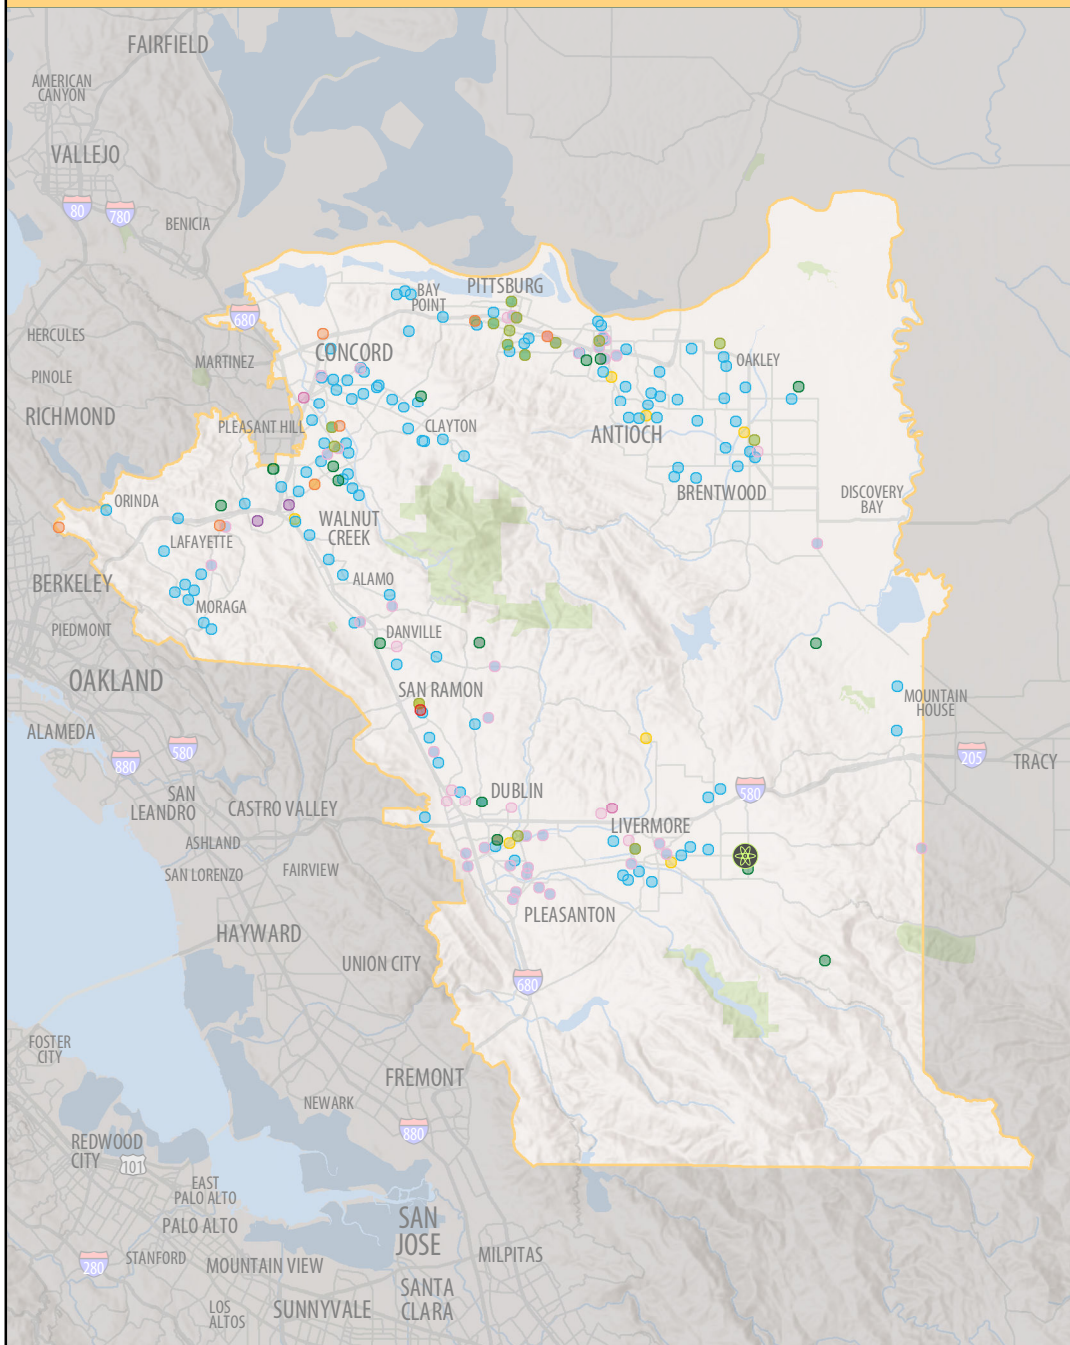 FAIRFIELD
AMERICAN
CANYON
VALLEJO
80
780
BENICIA
HERCULES
PINOLE
RICHMOND
680
MARTINEZ
BAY
POINT
PITTSBURG
CONCORD
OAKLEY
PLEASANT HILL
CLAYTON
ANTIOCH
BRENTWOOD
DISCOVERY
BAY
ORINDA
LAFAYETTE
WALNUT
CREEK
BERKELEY
ALAMO
MORAGA
PIEDMONT
DANVILLE
OAKLAND
SAN RAMON
MOUNTAIN
HOUSE
ALAMEDA
580
880
205
TRACY
SAN
LEANDRO
CASTRO VALLEY
DUBLIN
580
LIVERMORE
ASHLAND
SAN LORENZO
FAIRVIEW
PLEASANTON
HAYWARD
UNION CITY
680
FOSTER
CITY
FREMONT
NEWARK
880
REDWOOD
CITY
101
EAST
PALO ALTO
PALO ALTO
SAN
JOSE
MILPITAS
STANFORD
280
MOUNTAIN VIEW
SANTA
CLARA
LOS
ALTOS
SUNNYVALE